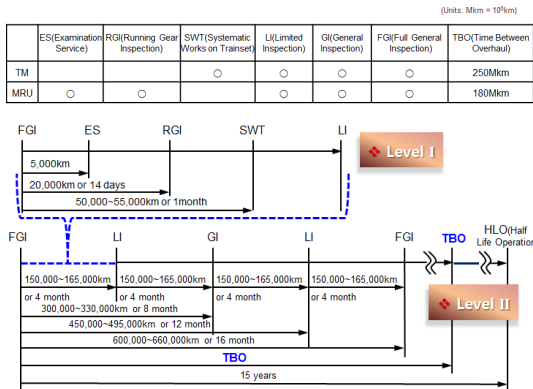 (Units: Mkm = 10⁶km)
ES(Examination Service) RGI(Running Gear Inspection) SWT(Systematic Works on Trainset) LI(Limited Inspection) GI(General Inspection) FGI(Full General Inspection) TBO(Time Between Overhaul)
TM ○ ○ ○ ○ 250Mkm
MRU ○ ○ ○ ○ ○ 180Mkm
FGI ES RGI SWT LI
❖ Level I
5,000km
20,000km or 14 days
50,000~55,000km or 1month
FGI LI GI LI FGI TBO HLO(Half
Life Operation
150,000~165,000km 150,000~165,000km 150,000~165,000km 150,000~165,000km
or 4 month or 4 month or 4 month or 4 month
❖ Level II
300,000~330,000km or 8 month
450,000~495,000km or 12 month
600,000~660,000km or 16 month
TBO
15 years